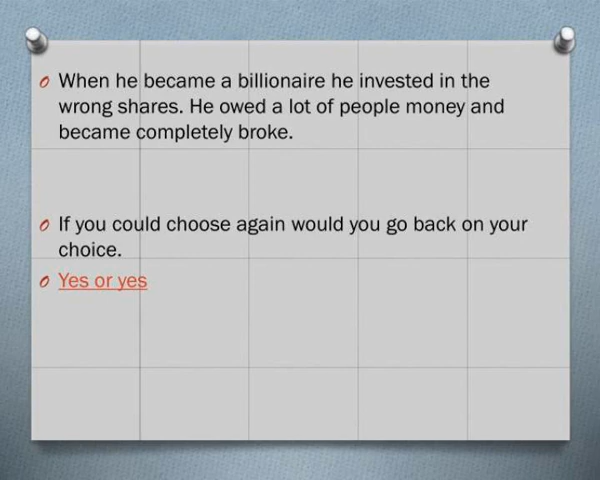 When he became a billionaire he invested in the
wrong shares. He owed a lot of people money and
became completely broke.
If you could choose again would you go back on your
choice.
Yes or yes